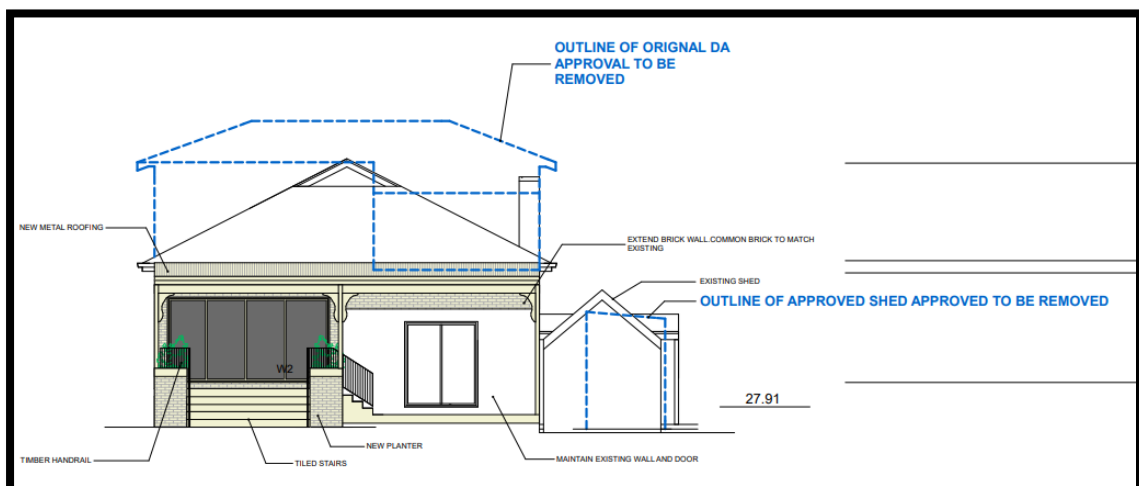 OUTLINE OF ORIGNAL DA
APPROVAL TO BE
REMOVED
NEW METAL ROOFING
EXTEND BRICK WALL.COMMON BRICK TO MATCH
EXISTING
EXISTING SHED
OUTLINE OF APPROVED SHED APPROVED TO BE REMOVED
W2
27.91
NEW PLANTER
TIMBER HANDRAIL
TILED STAIRS
MAINTAIN EXISTING WALL AND DOOR